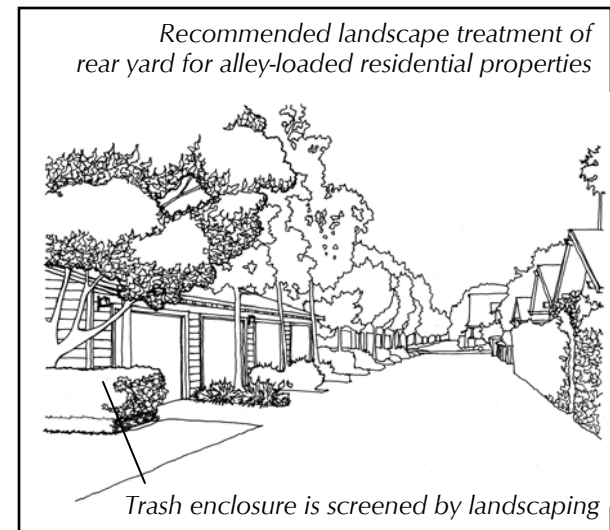 Recommended landscape treatment of
rear yard for alley-loaded residential properties
Trash enclosure is screened by landscaping